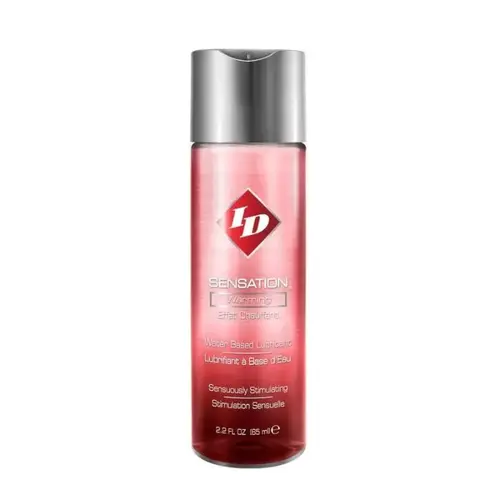 ID
SENSATION
Warming
Effet Chauffant
Water Based Lubricant
Lubrifiant à Base d'Eau
Sensuously Stimulating
Stimulation Sensuelle
2.2 FL OZ (65 ml) e